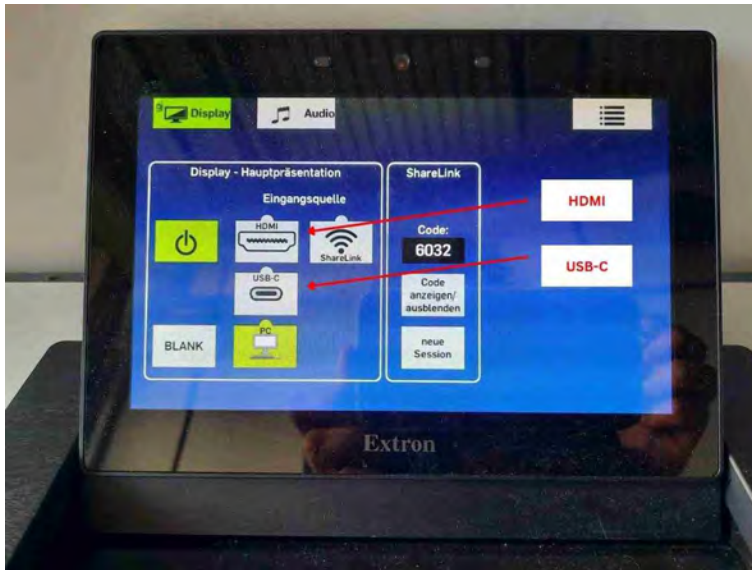 Display
Audio
Display - Hauptpräsentation
Eingangsquelle
HDMI
ShareLink
USB-C
BLANK
PC
ShareLink
Code:
6032
Code
anzeigen/
ausblenden
neue
Session
HDMI
USB-C
Extron